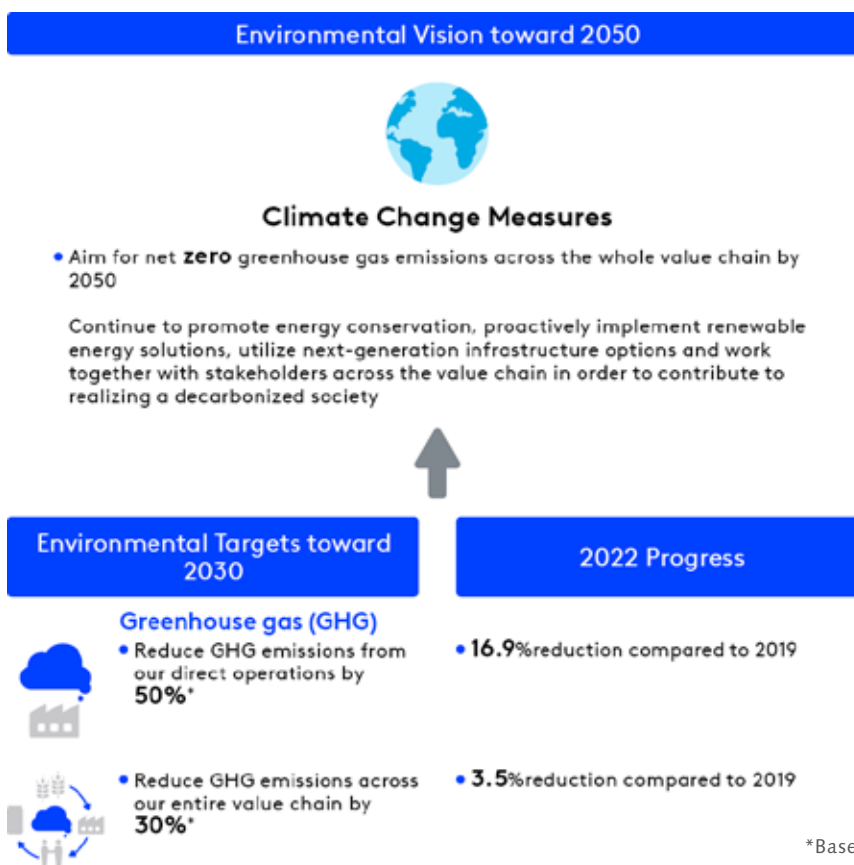 Environmental Vision toward 2050
Climate Change Measures
• Aim for net zero greenhouse gas emissions across the whole value chain by
2050
Continue to promote energy conservation, proactively implement renewable
energy solutions, utilize next-generation infrastructure options and work
together with stakeholders across the value chain in order to contribute to
realizing a decarbonized society
Environmental Targets toward
2030
2022 Progress
Greenhouse gas (GHG)
• Reduce GHG emissions from
our direct operations by
50%*
• 16.9%reduction compared to 2019
• Reduce GHG emissions across
our entire value chain by
30%*
• 3.5%reduction compared to 2019
*Base